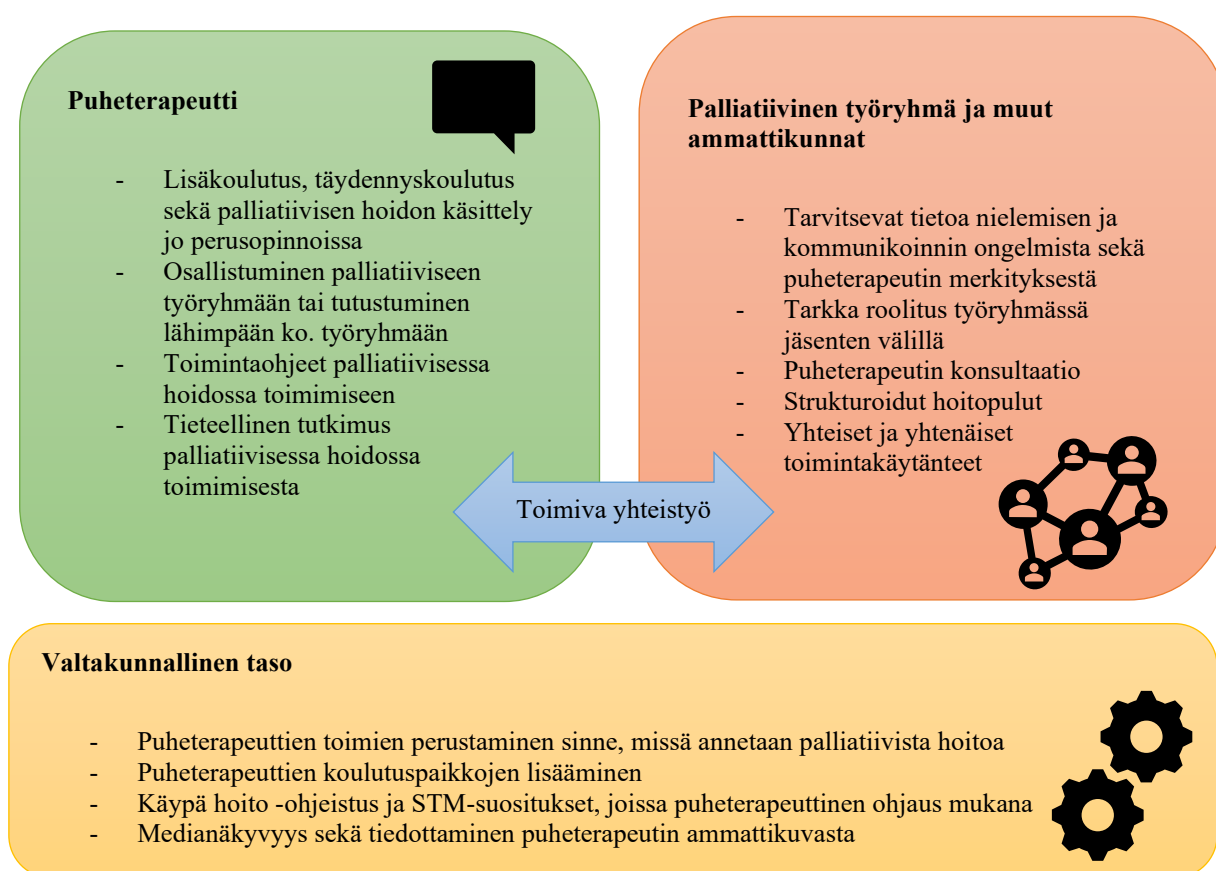 Puheterapeutti
- Lisäkoulutus, täydennyskoulutus
sekä palliatiivisen hoidon käsittely
jo perusopinnoissa
- Osallistuminen palliatiiviseen
työryhmään tai tutustuminen
lähimpään ko. työryhmään
- Toimintaohjeet palliatiivisessa
hoidossa toimimiseen
- Tieteellinen tutkimus
palliatiivisessa hoidossa
toimimisesta
Palliatiivinen työryhmä ja muut
ammattikunnat
- Tarvitsevat tietoa nielemisen ja
kommunikoinnin ongelmista sekä
puheterapeutin merkityksestä
- Tarkka roolitus työryhmässä
jäsenten välillä
- Puheterapeutin konsultaatio
- Strukturoidut hoitopulut
- Yhteiset ja yhtenäiset
toimintakäytänteet
Toimiva yhteistyö
Valtakunnallinen taso
- Puheterapeuttien toimien perustaminen sinne, missä annetaan palliatiivista hoitoa
- Puheterapeuttien koulutuspaikkojen lisääminen
- Käypä hoito -ohjeistus ja STM-suositukset, joissa puheterapeuttinen ohjaus mukana
- Medianäkyvyys sekä tiedottaminen puheterapeutin ammattikuvasta